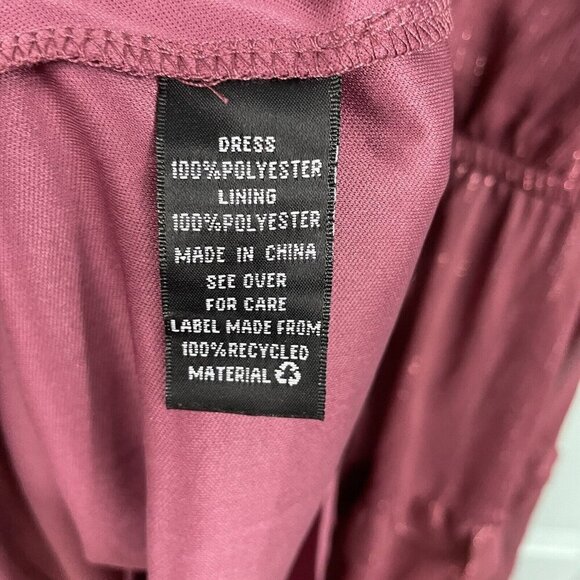 DRESS
100%POLYESTER
LINING
100%POLYESTER
MADE IN CHINA
SEE OVER
FOR CARE
LABEL MADE FROM
100%RECYCLED
MATERIAL